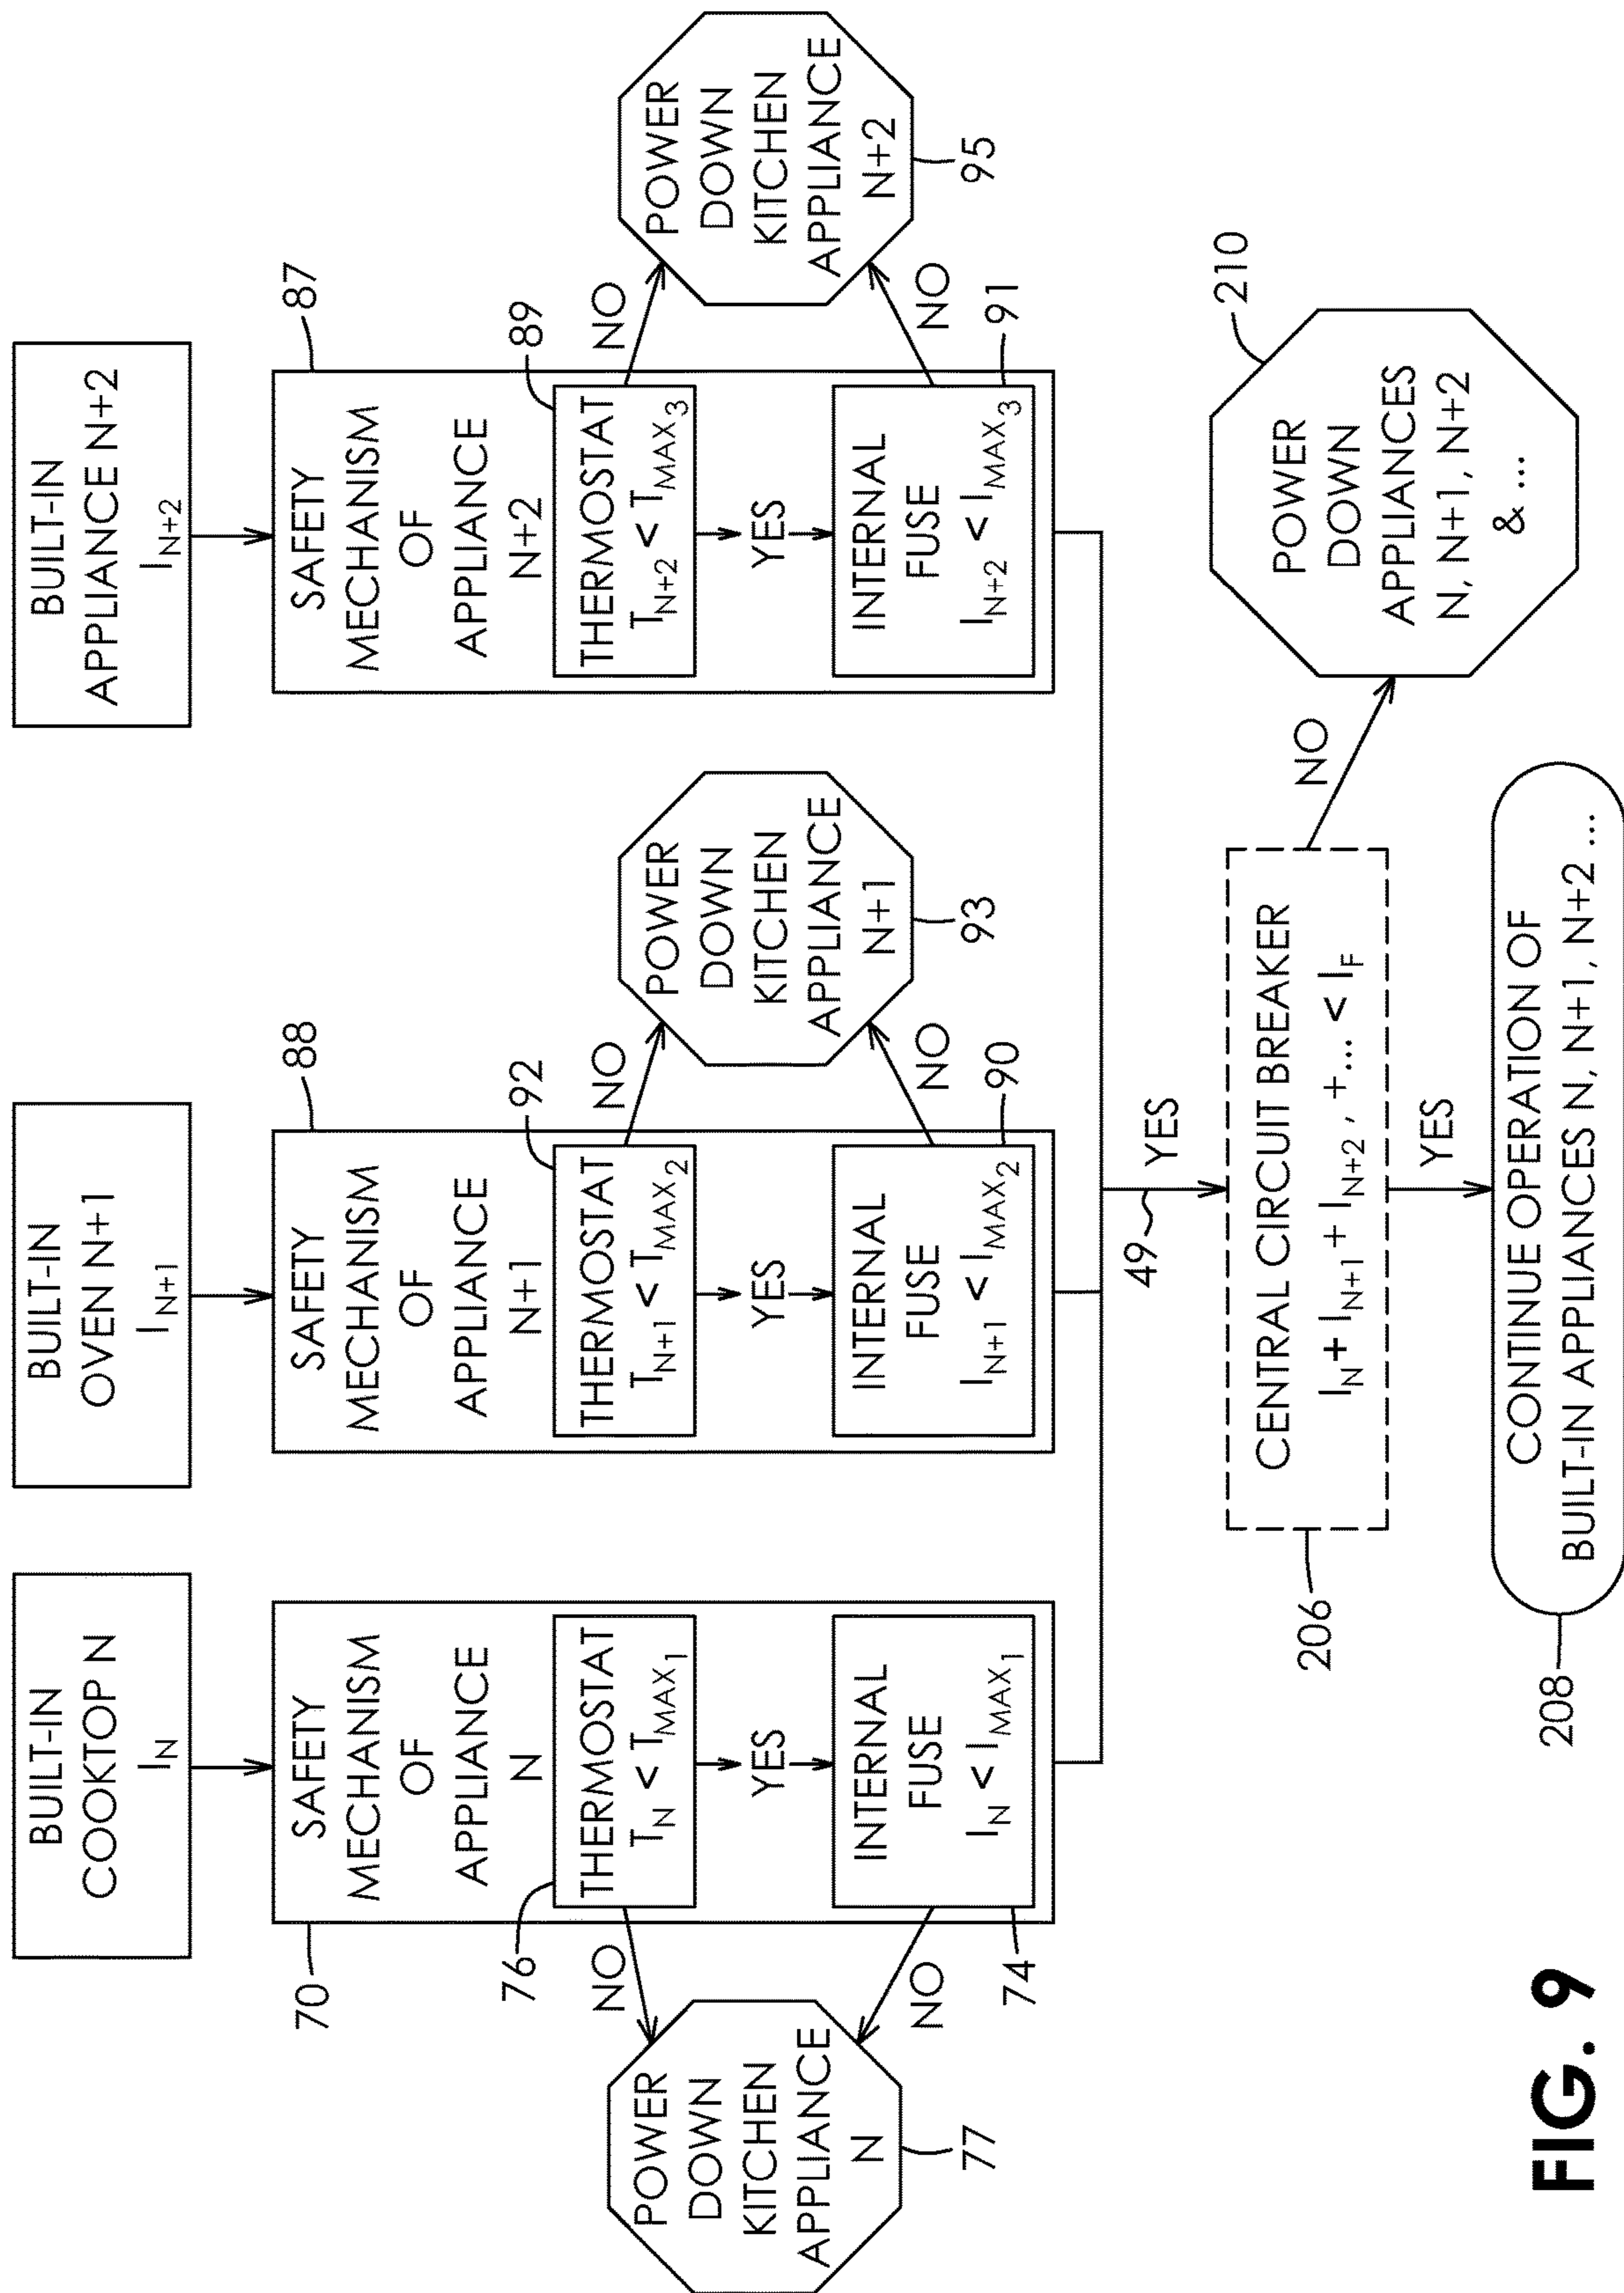 BUILT-IN
COOKTOP N
I_N
BUILT-IN
OVEN N+1
I_N+1
BUILT-IN
APPLIANCE N+2
I_N+2
70
SAFETY
MECHANISM
OF
APPLIANCE
N
76
THERMOSTAT
T_N < T_MAX_1
NO
YES
INTERNAL
FUSE
I_N < I_MAX_1
74
NO
POWER
DOWN
KITCHEN
APPLIANCE
N
77
88
SAFETY
MECHANISM
OF
APPLIANCE
N+1
92
THERMOSTAT
T_N+1 < T_MAX_2
NO
YES
INTERNAL
FUSE
I_N+1 < I_MAX_2
90
NO
POWER
DOWN
KITCHEN
APPLIANCE
N+1
93
87
SAFETY
MECHANISM
OF
APPLIANCE
N+2
89
THERMOSTAT
T_N+2 < T_MAX_3
NO
YES
INTERNAL
FUSE
I_N+2 < I_MAX_3
91
NO
POWER
DOWN
KITCHEN
APPLIANCE
N+2
95
49
YES
CENTRAL CIRCUIT BREAKER
I_N + I_N+1 + I_N+2 , +... < I_F
206
NO
POWER
DOWN
APPLIANCES
N, N+1, N+2
& ...
210
YES
CONTINUE OPERATION OF
BUILT-IN APPLIANCES N, N+1, N+2 ...
208
FIG. 9